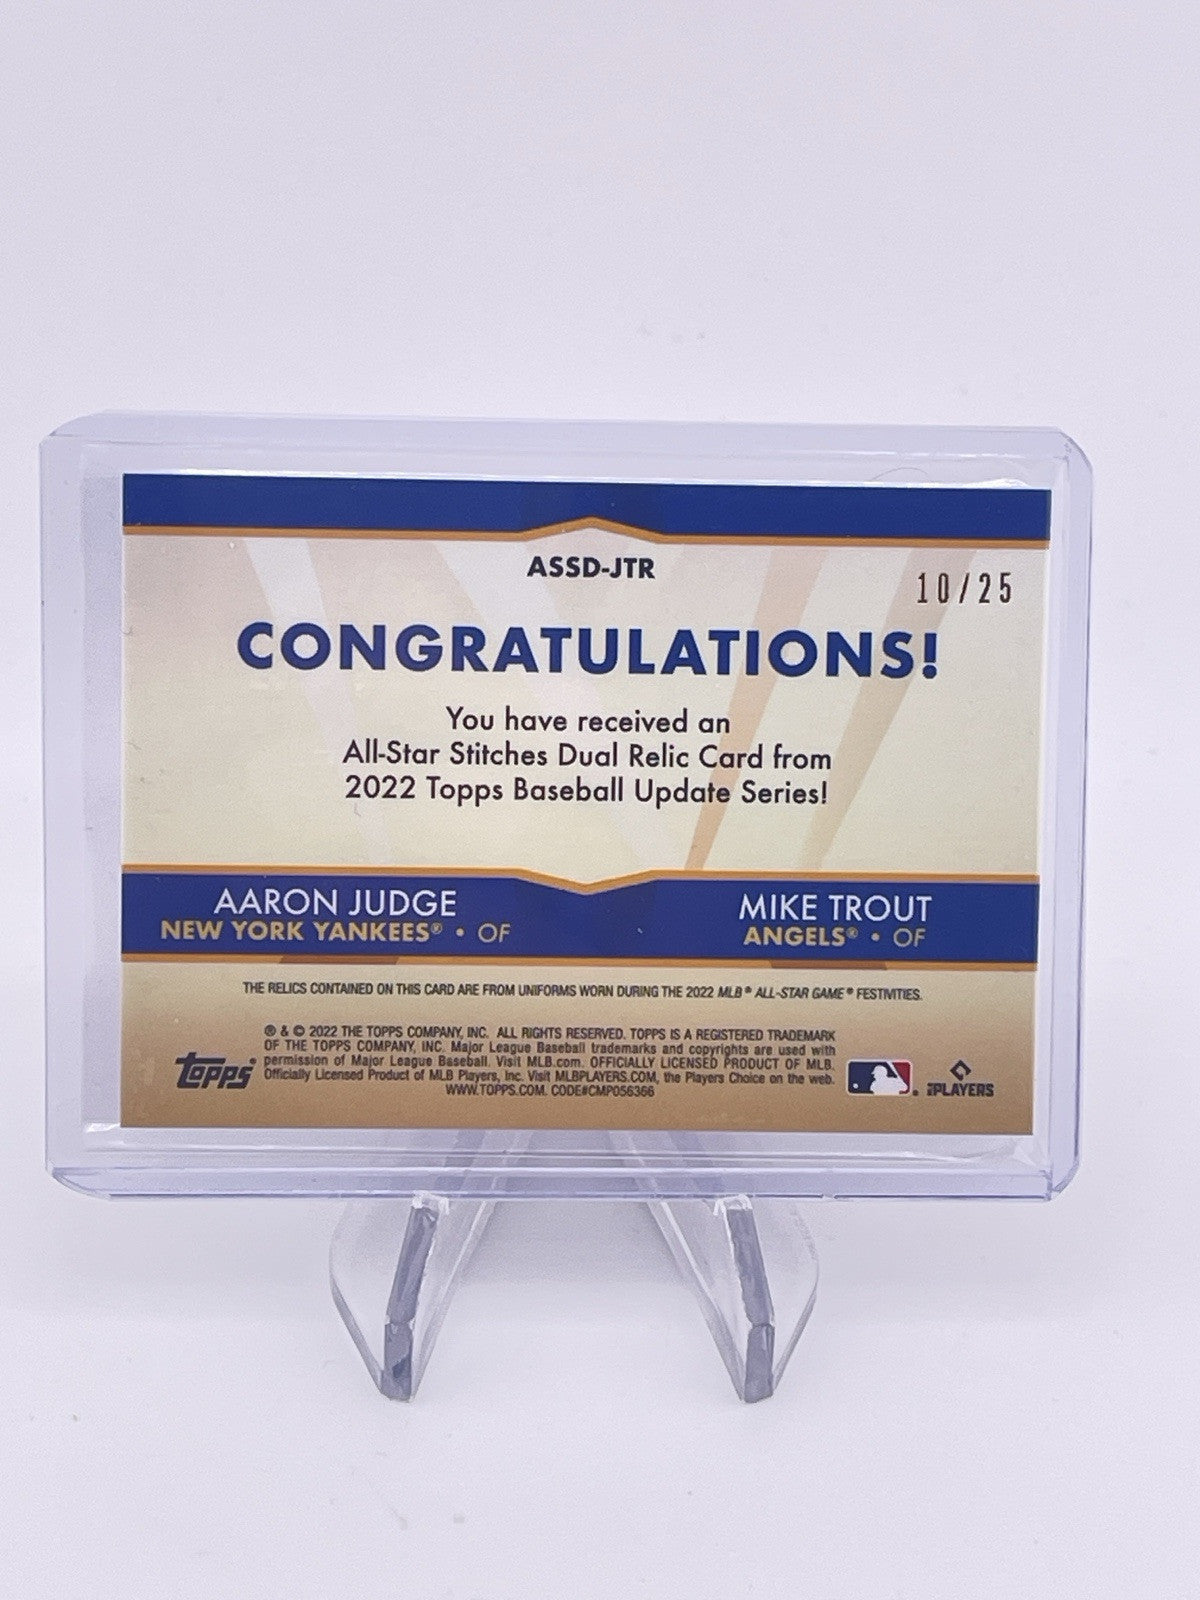 ASSD-JTR
10/25
CONGRATULATIONS!
You have received an
All-Star Stitches Dual Relic Card from
2022 Topps Baseball Update Series!
AARON JUDGE
NEW YORK YANKEES® • OF
MIKE TROUT
ANGELS® • OF
THE RELICS CONTAINED ON THIS CARD ARE FROM UNIFORMS WORN DURING THE 2022 MLB® ALL-STAR GAME® FESTIVITIES.
® & © 2022 THE TOPPS COMPANY, INC. ALL RIGHTS RESERVED. TOPPS IS A REGISTERED TRADEMARK
OF THE TOPPS COMPANY, INC. Major League Baseball trademarks and copyrights are used with
permission of Major League Baseball. Visit MLB.com. OFFICIALLY LICENSED PRODUCT OF MLB.
Officially Licensed Product of MLB Players, Inc. Visit MLBPLAYERS.COM, the Players Choice on the web.
WWW.TOPPS.COM. CODE#CMP056366
Topps®
PLAYERS